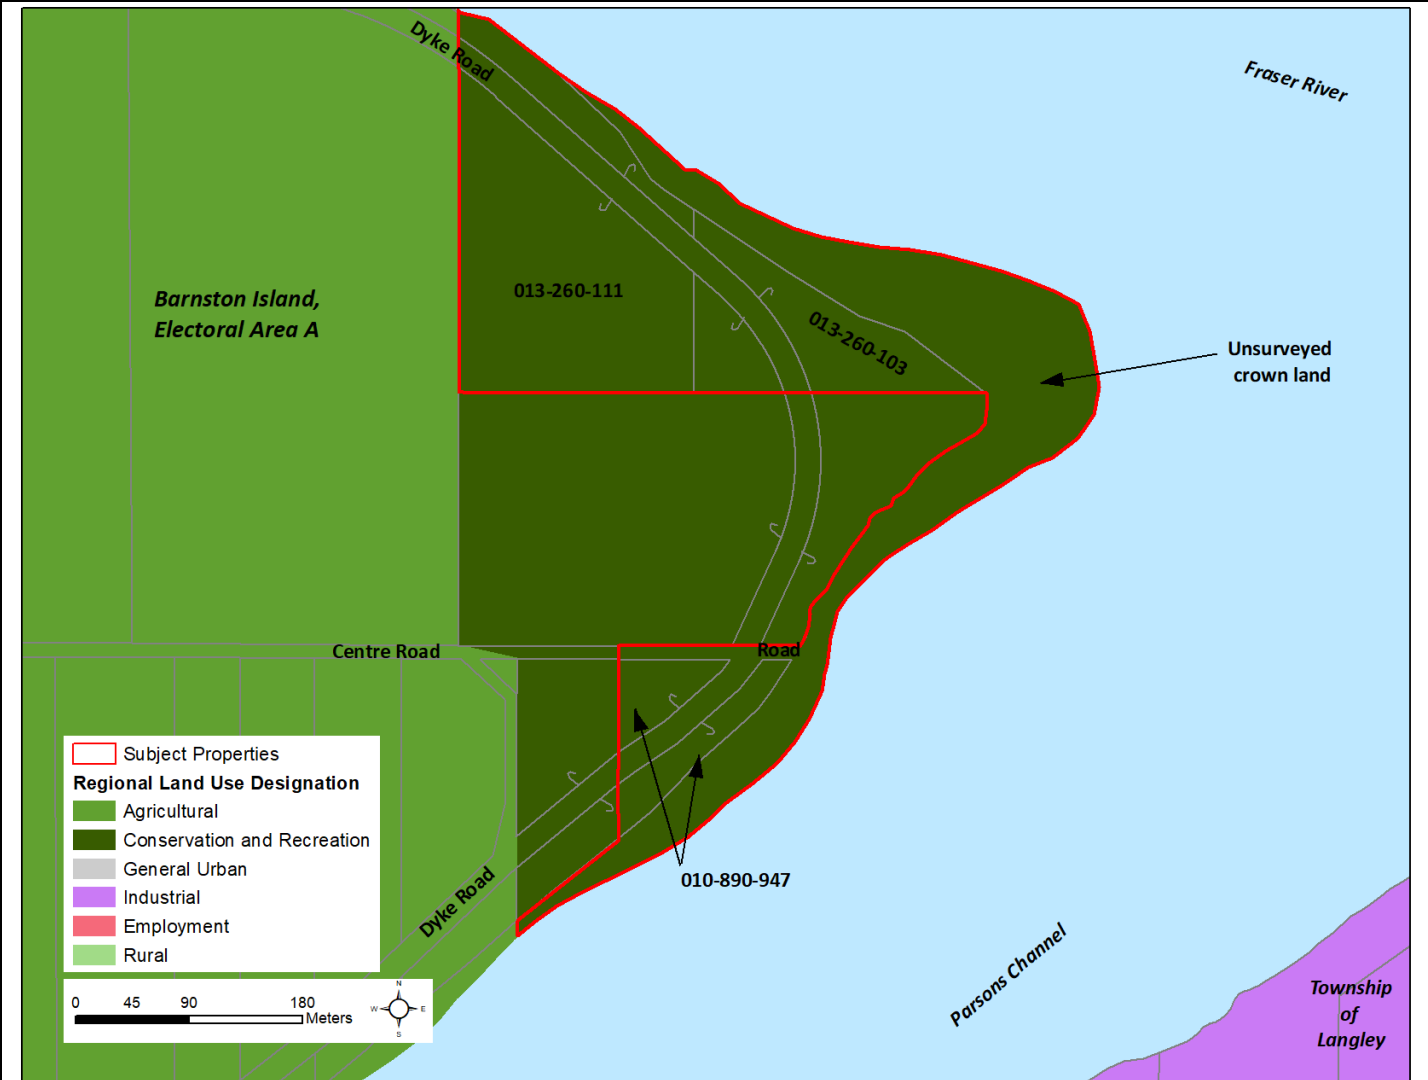 Dyke Road
Fraser River
Barnston Island,
Electoral Area A
013-260-111
013-260-103
Unsurveyed
crown land
Centre Road
Road
Subject Properties
Regional Land Use Designation
Agricultural
Conservation and Recreation
General Urban
Industrial
Employment
Rural
Dyke Road
010-890-947
Parsons Channel
Township
of
Langley
0 45 90 180
Meters
N
W E
S